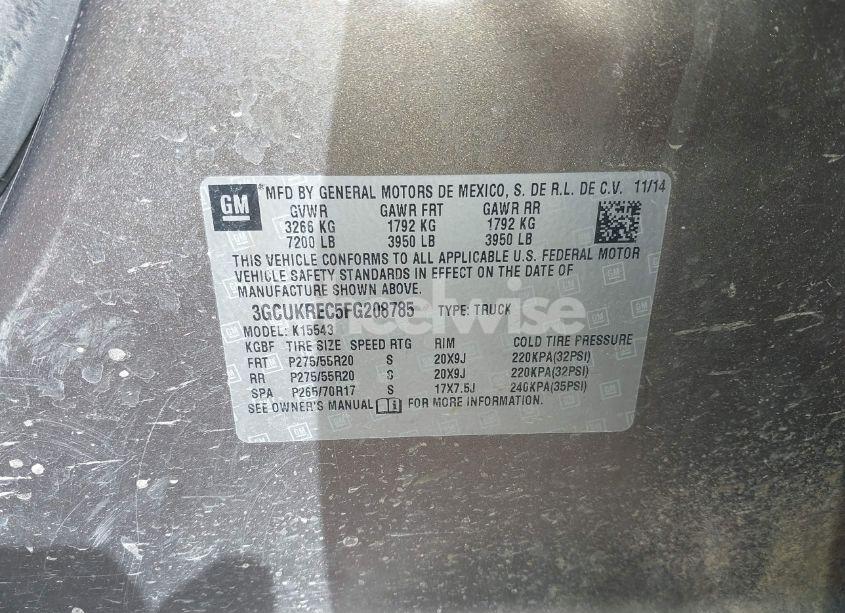 GM ® MFD BY GENERAL MOTORS DE MEXICO, S. DE R.L. DE C.V. 11/14
GVWR GAWR FRT GAWR RR
3266 KG 1792 KG 1792 KG
7200 LB 3950 LB 3950 LB
THIS VEHICLE CONFORMS TO ALL APPLICABLE U.S. FEDERAL MOTOR
VEHICLE SAFETY STANDARDS IN EFFECT ON THE DATE OF
MANUFACTURE SHOWN ABOVE.
3GCUKREC5FG208785 TYPE: TRUCK
MODEL: K15543
KGBF TIRE SIZE SPEED RTG RIM COLD TIRE PRESSURE
FRT P275/55R20 S 20X9J 220KPA(32PSI)
RR P275/55R20 S 20X9J 220KPA(32PSI)
SPA P265/70R17 S 17X7.5J 240KPA(35PSI)
SEE OWNER'S MANUAL FOR MORE INFORMATION.